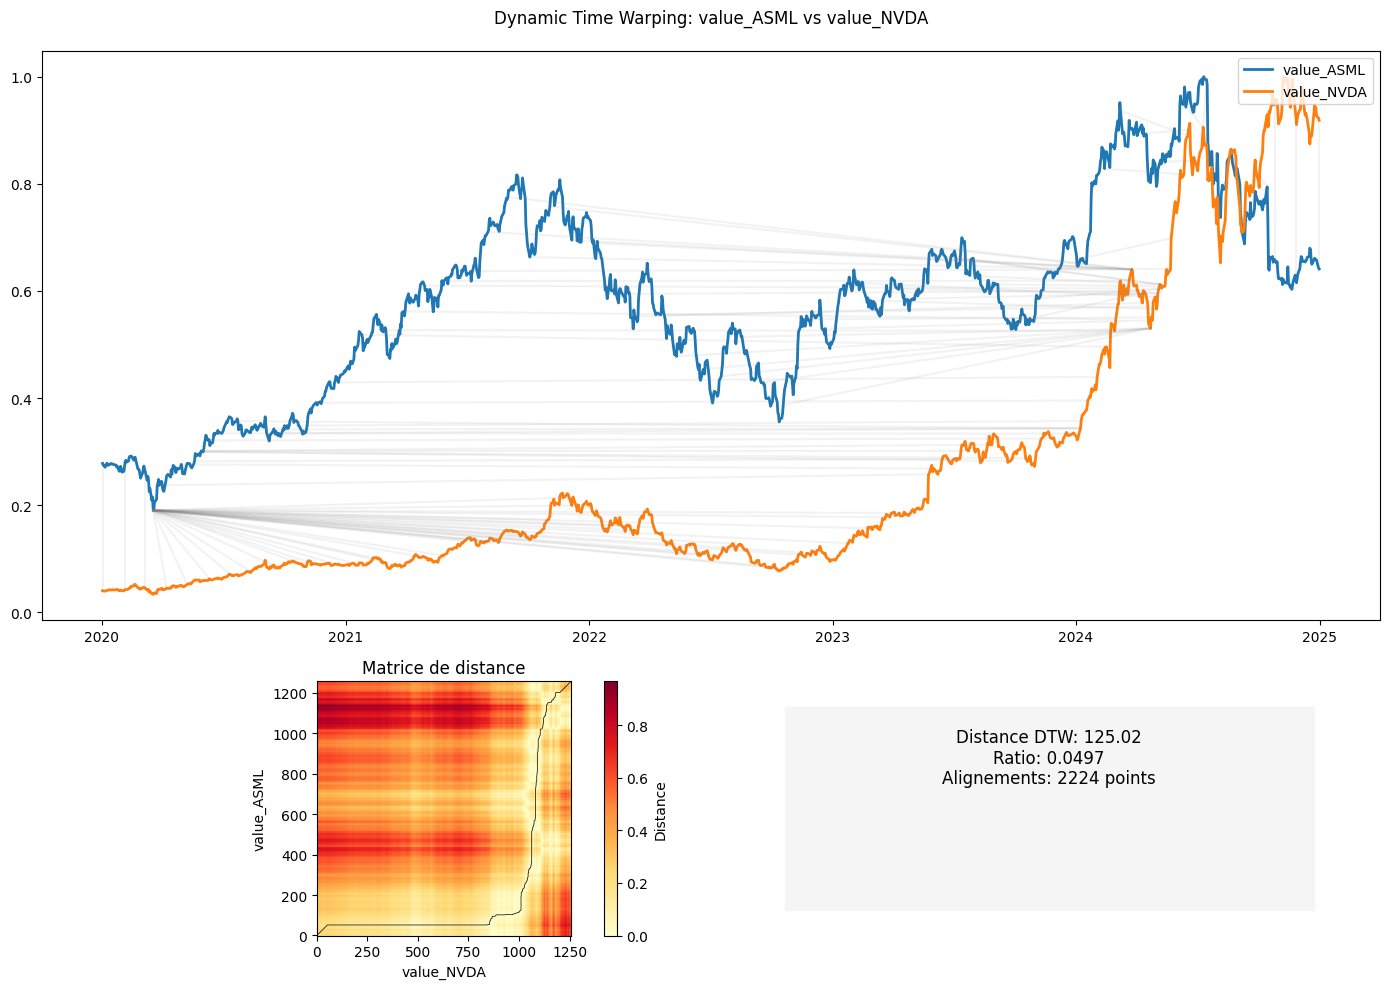 Dynamic Time Warping: value_ASML vs value_NVDA
1.0
0.8
0.6
0.4
0.2
0.0
value_ASML
value_NVDA
2020 2021 2022 2023 2024 2025
Matrice de distance
value_ASML
1200
1000
800
600
400
200
0
0 250 500 750 1000 1250
value_NVDA
0.8
0.6
0.4
0.2
0.0
Distance
Distance DTW: 125.02
Ratio: 0.0497
Alignements: 2224 points